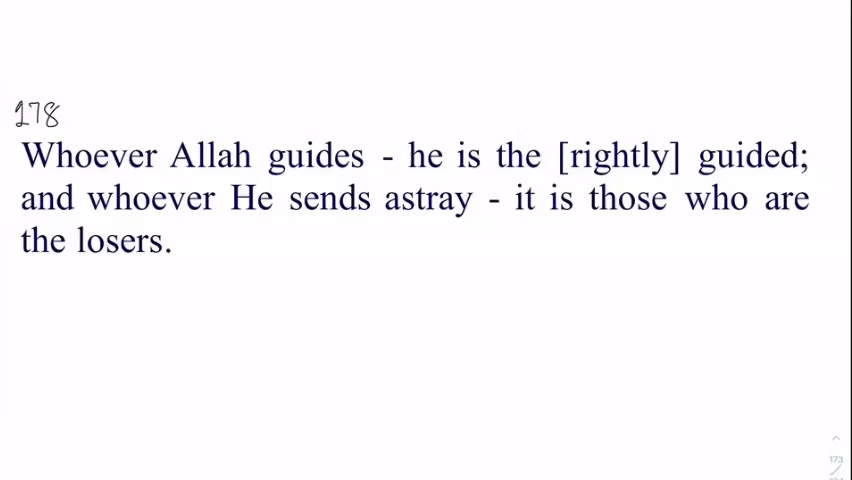 178
Whoever Allah guides - he is the [rightly] guided;
and whoever He sends astray - it is those who are
the losers.
173